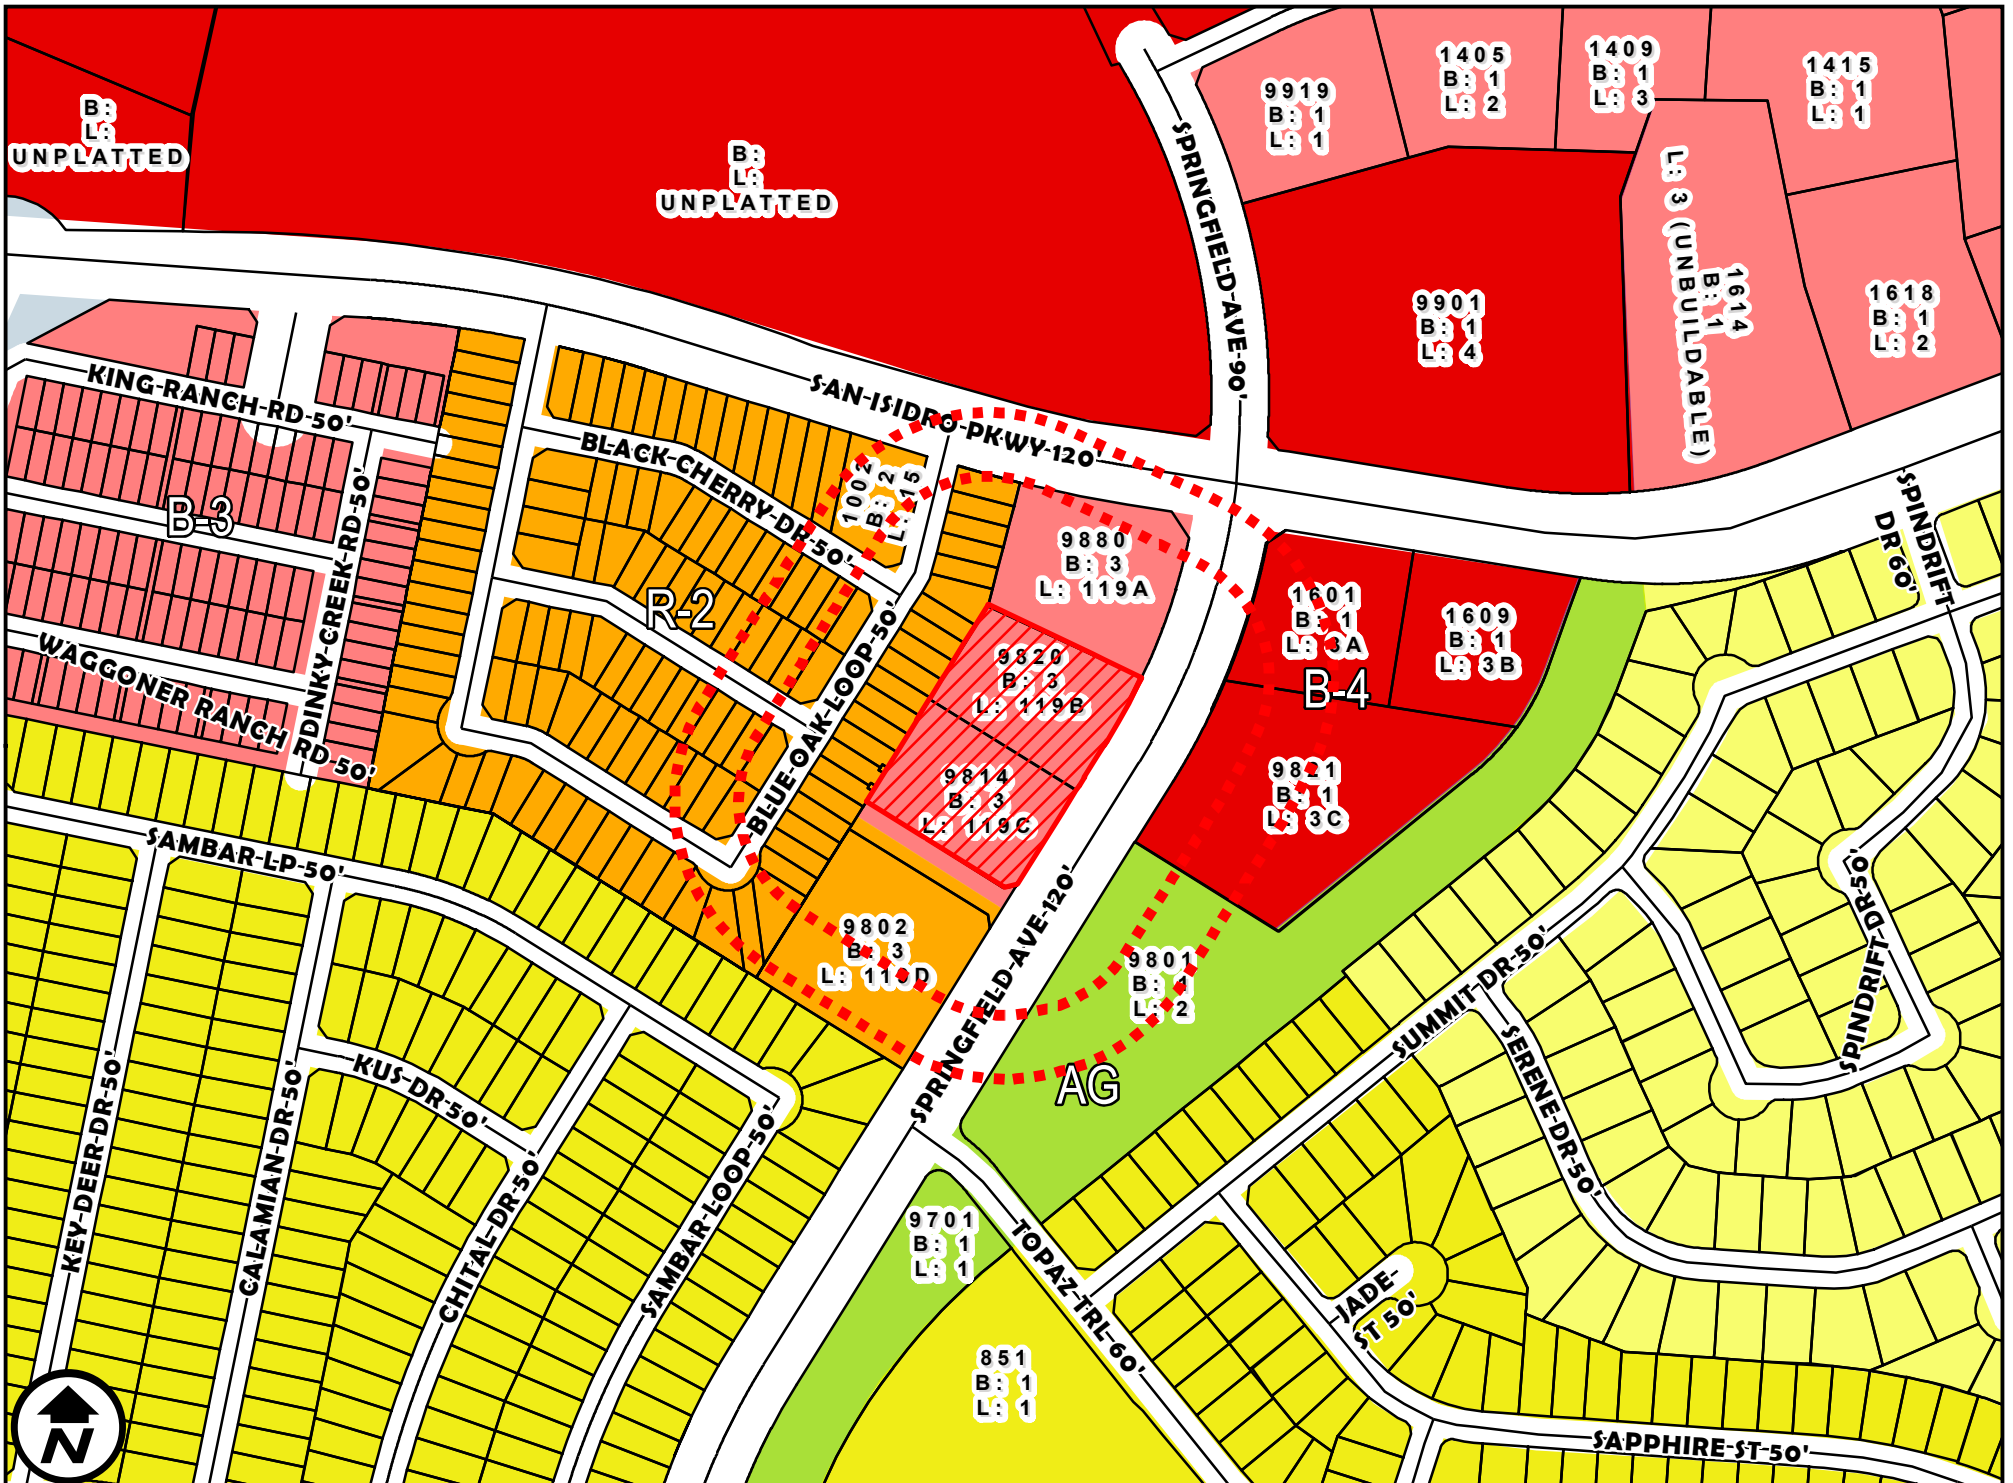 B:
L:
UNPLATTED
B:
L:
UNPLATTED
9919
B: 1
L: 1
1405
B: 1
L: 2
1409
B: 1
L: 3
1415
B: 1
L: 1
1614
B: 1
L: 3 (UNBUILDABLE)
1618
B: 1
L: 2
9901
B: 1
L: 4
SPRINGFIELD AVE 90'
SAN ISIDRO PKWY 120'
KING RANCH RD 50'
BLACK CHERRY DR 50'
1002
B: 2
L: 215
B-3
DINKY CREEK RD 50'
R-2
9880
B: 3
L: 119A
SPINDRIFT
DR 60'
1601
B: 1
L: 3A
1609
B: 1
L: 3B
B-4
WAGGONER RANCH RD 50'
BLUE OAK LOOP 50'
9820
B: 3
L: 119B
9814
B: 3
L: 119C
9821
B: 1
L: 3C
SAMBAR LP 50'
9802
B: 3
L: 119D
SPRINGFIELD AVE 120'
9801
B: 1
L: 2
AG
SUMMIT DR 50'
SPINDRIFT DR 50'
SERENE DR 50'
KEY DEER DR 50'
CALAMIAN DR 50'
KUS DR 50'
CHITAL DR 50'
SAMBAR LOOP 50'
9701
B: 1
L: 1
TOPAZ TRL 60'
JADE
ST 50'
851
B: 1
L: 1
SAPPHIRE ST 50'
N